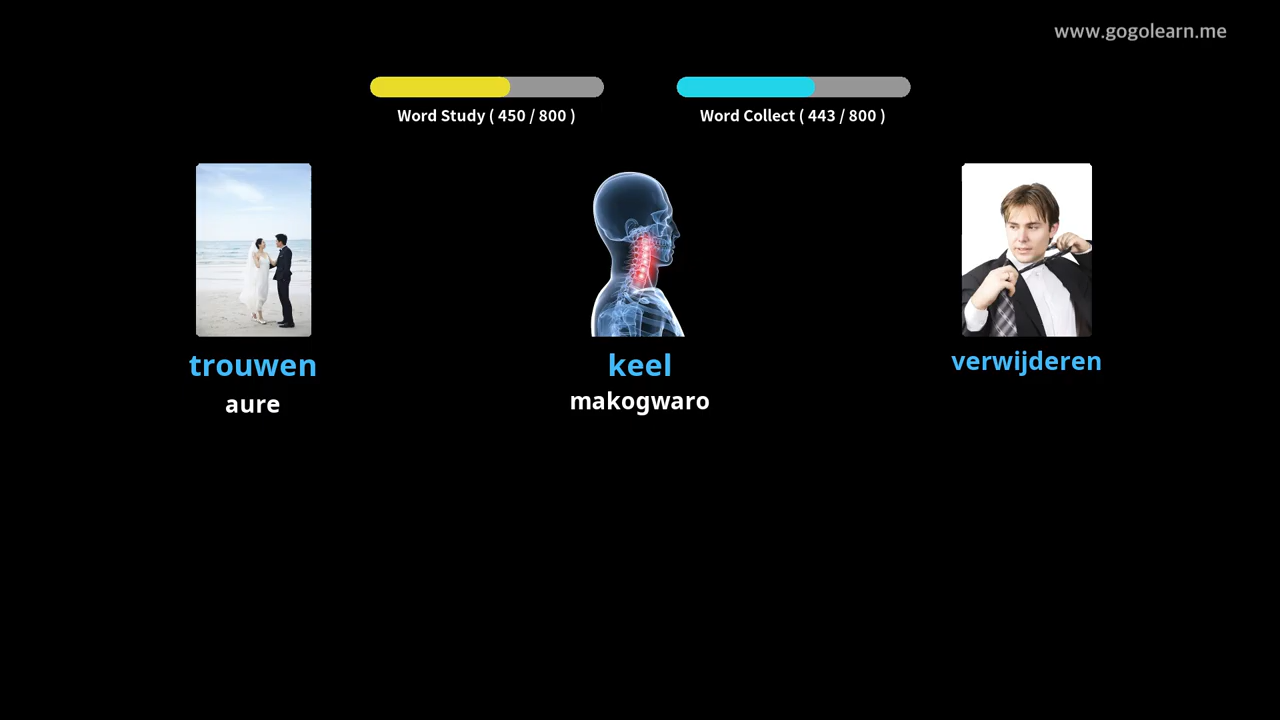 www.gogolearn.me
Word Study ( 450 / 800 )
Word Collect ( 443 / 800 )
trouwen
aure
keel
makogwaro
verwijderen